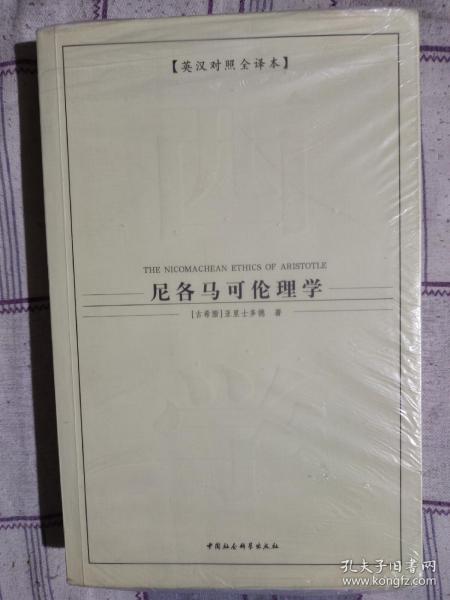 【英汉对照全译本】
THE NICOMACHEAN ETHICS OF ARISTOTLE
尼各马可伦理学
[古希腊]亚里士多德 著
中国社会科学出版社
孔夫子旧书网
www.kongfz.com